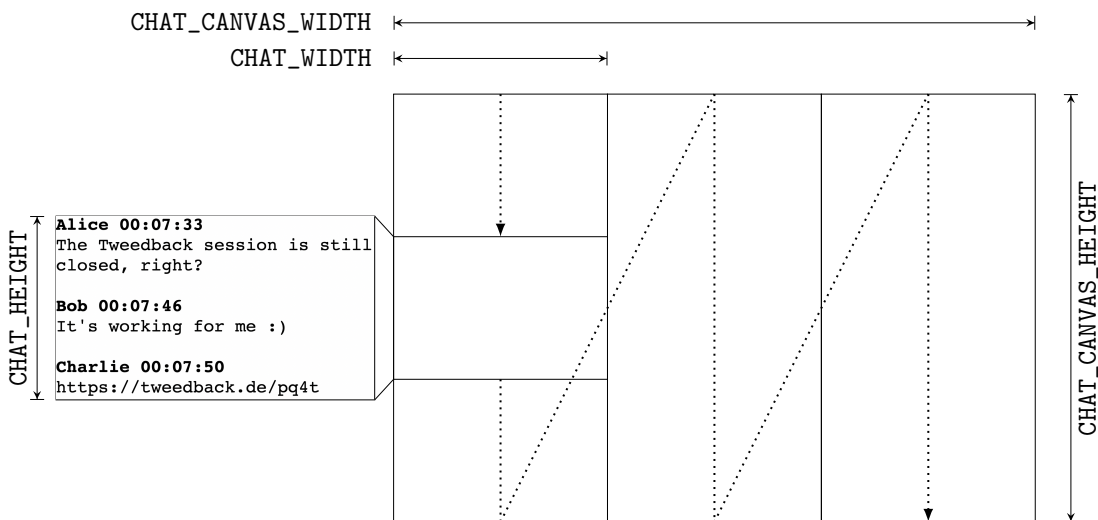 CHAT_CANVAS_WIDTH
CHAT_WIDTH
CHAT_HEIGHT
Alice 00:07:33
The Tweedback session is still
closed, right?
Bob 00:07:46
It's working for me :)
Charlie 00:07:50
https://tweedback.de/pq4t
CHAT_CANVAS_HEIGHT